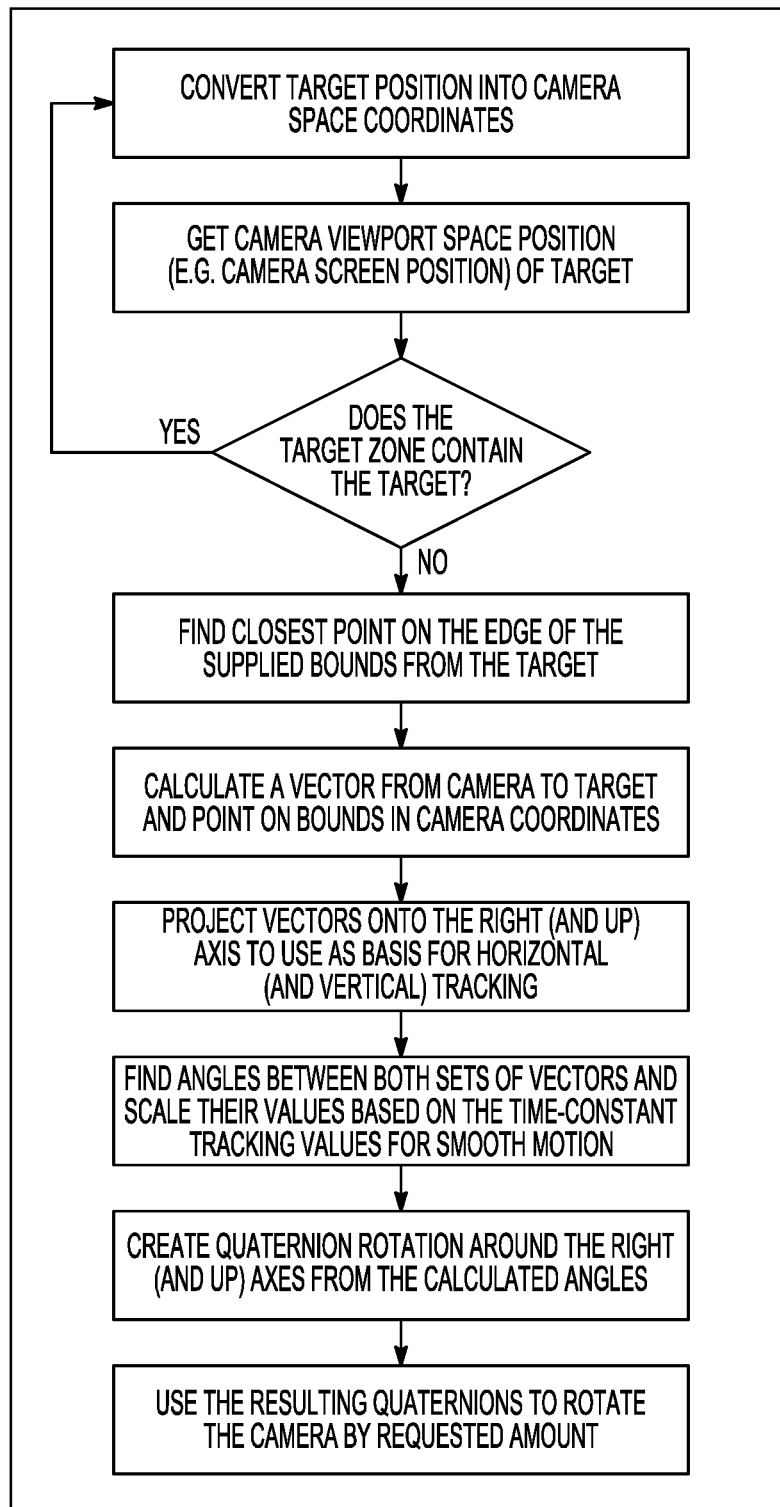 CONVERT TARGET POSITION INTO CAMERA
SPACE COORDINATES
GET CAMERA VIEWPORT SPACE POSITION
(E.G. CAMERA SCREEN POSITION) OF TARGET
DOES THE
TARGET ZONE CONTAIN
THE TARGET?
YES
NO
FIND CLOSEST POINT ON THE EDGE OF THE
SUPPLIED BOUNDS FROM THE TARGET
CALCULATE A VECTOR FROM CAMERA TO TARGET
AND POINT ON BOUNDS IN CAMERA COORDINATES
PROJECT VECTORS ONTO THE RIGHT (AND UP)
AXIS TO USE AS BASIS FOR HORIZONTAL
(AND VERTICAL) TRACKING
FIND ANGLES BETWEEN BOTH SETS OF VECTORS AND
SCALE THEIR VALUES BASED ON THE TIME-CONSTANT
TRACKING VALUES FOR SMOOTH MOTION
CREATE QUATERNION ROTATION AROUND THE RIGHT
(AND UP) AXES FROM THE CALCULATED ANGLES
USE THE RESULTING QUATERNIONS TO ROTATE
THE CAMERA BY REQUESTED AMOUNT